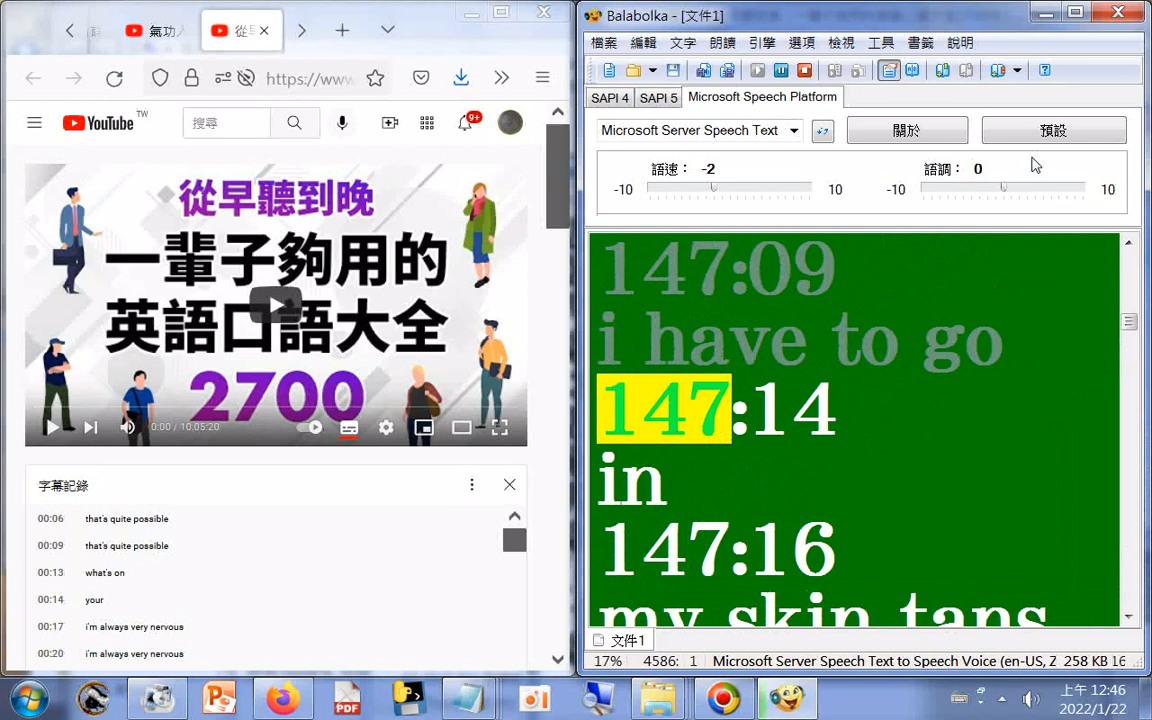 從 ×
https://www
YouTube TW
搜尋
9+
從早聽到晚
一輩子夠用的
英語口語大全
2700
0:00 / 10:05:20
字幕記錄
00:06 that's quite possible
00:09 that's quite possible
00:13 what's on
00:14 your
00:17 i'm always very nervous
00:20 i'm always very nervous
Balabolka - [文件1]
檔案 編輯 文字 朗讀 引擎 選項 檢視 工具 書籤 說明
SAPI 4 SAPI 5 Microsoft Speech Platform
Microsoft Server Speech Text 關於 預設
語速： -2 語調： 0
-10 10 -10 10
147:09
i have to go
147:14
in
147:16
my skin tans
文件1
17% 4586: 1 Microsoft Server Speech Text to Speech Voice (en-US, Z 258 KB 16
PDF
上午 12:46
2022/1/22